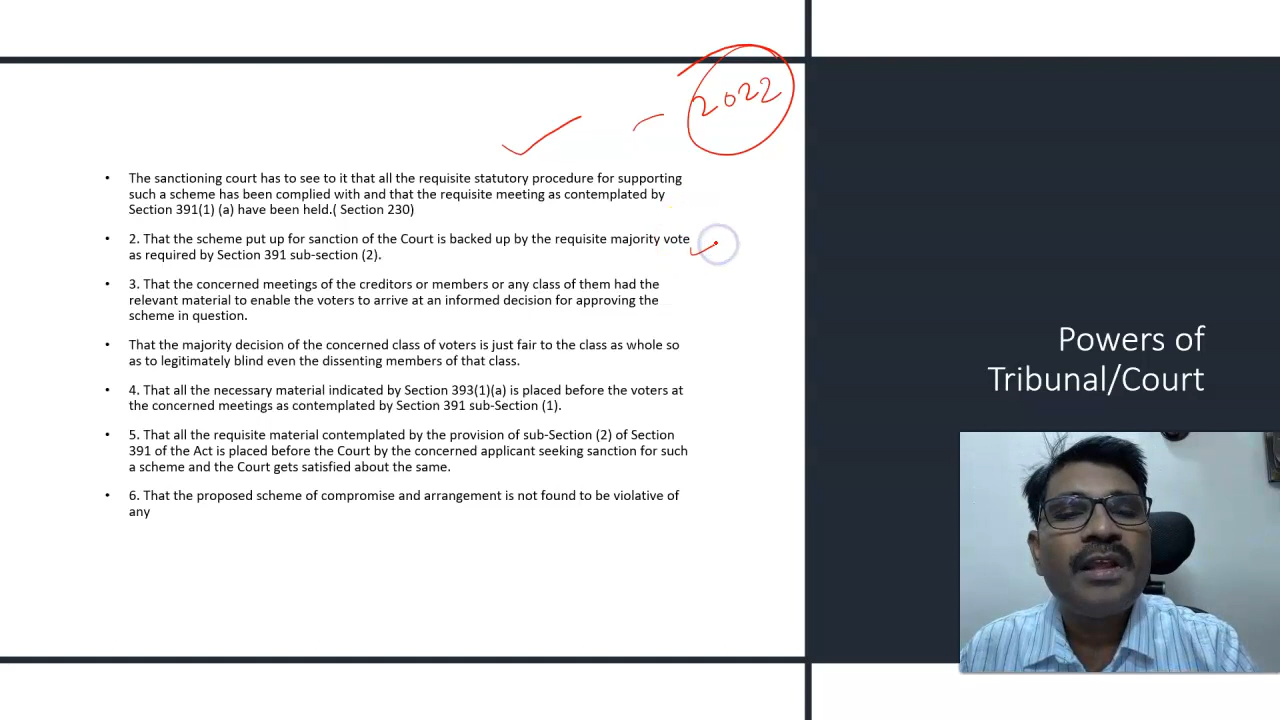 2022
• The sanctioning court has to see to it that all the requisite statutory procedure for supporting
such a scheme has been complied with and that the requisite meeting as contemplated by
Section 391(1) (a) have been held.( Section 230)
• 2. That the scheme put up for sanction of the Court is backed up by the requisite majority vote
as required by Section 391 sub-section (2).
• 3. That the concerned meetings of the creditors or members or any class of them had the
relevant material to enable the voters to arrive at an informed decision for approving the
scheme in question.
• That the majority decision of the concerned class of voters is just fair to the class as whole so
as to legitimately blind even the dissenting members of that class.
• 4. That all the necessary material indicated by Section 393(1)(a) is placed before the voters at
the concerned meetings as contemplated by Section 391 sub-Section (1).
• 5. That all the requisite material contemplated by the provision of sub-Section (2) of Section
391 of the Act is placed before the Court by the concerned applicant seeking sanction for such
a scheme and the Court gets satisfied about the same.
• 6. That the proposed scheme of compromise and arrangement is not found to be violative of
any
Powers of
Tribunal/Court